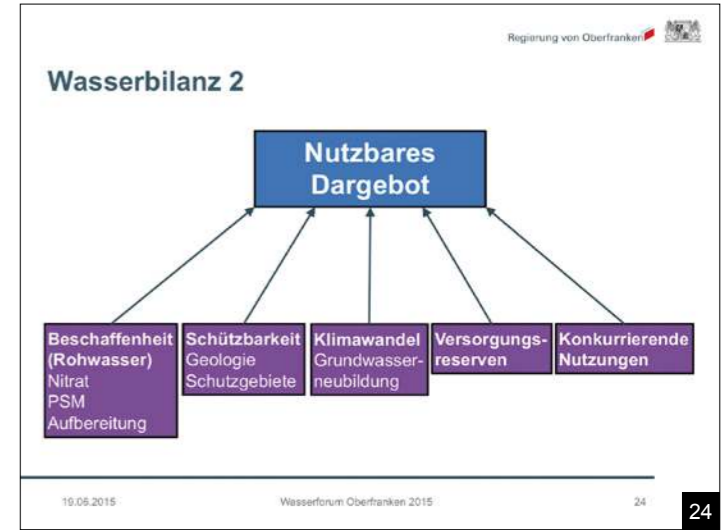 Regierung von Oberfranken
Wasserbilanz 2
Nutzbares
Dargebot
Beschaffenheit
(Rohwasser)
Nitrat
PSM
Aufbereitung
Schützbarkeit
Geologie
Schutzgebiete
Klimawandel
Grundwasser-
neubildung
Versorgungs-
reserven
Konkurrierende
Nutzungen
19.05.2015
Wasserforum Oberfranken 2015
24
24